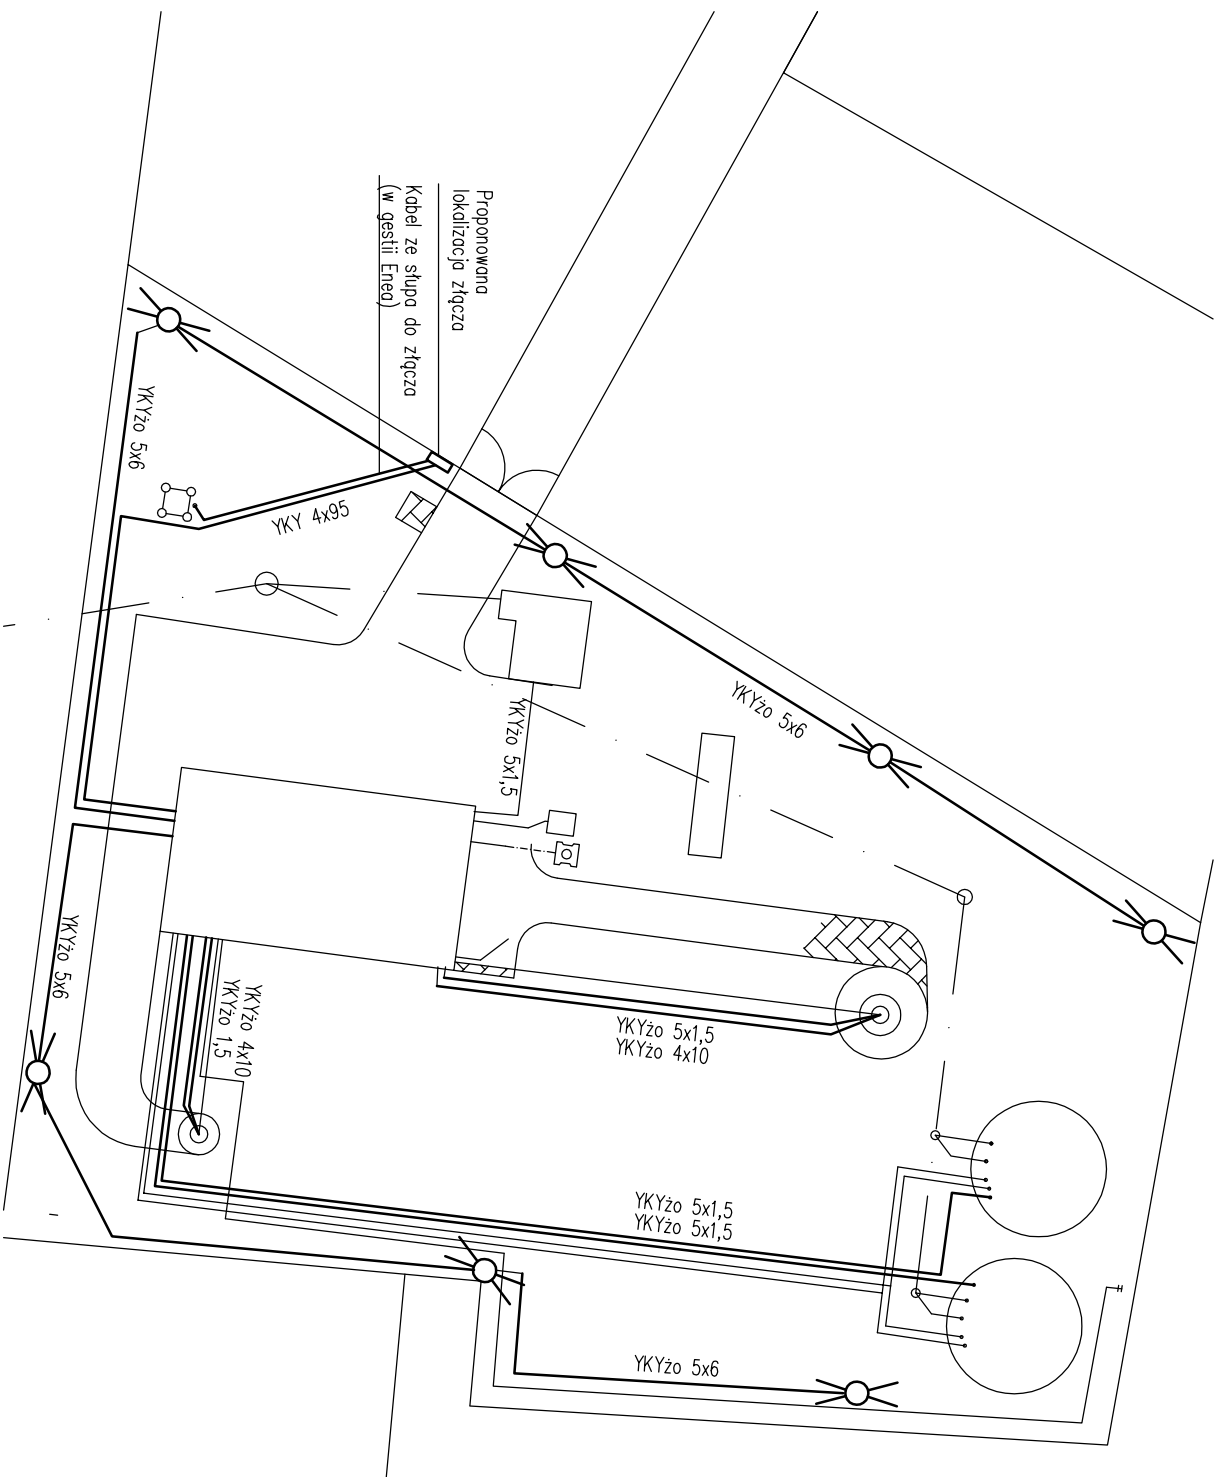 Proponowana
lokalizacja złącza
Kabel ze słupa do złącza
(w gestii Enea)
YKYżo 5x6
YKY 4x95
YKYżo 5x6
YKYżo 5x1,5
YKYżo 5x6
YKYżo 4x10
YKYżo 1,5
YKYżo 5x1,5
YKYżo 4x10
YKYżo 5x1,5
YKYżo 5x1,5
YKYżo 5x6